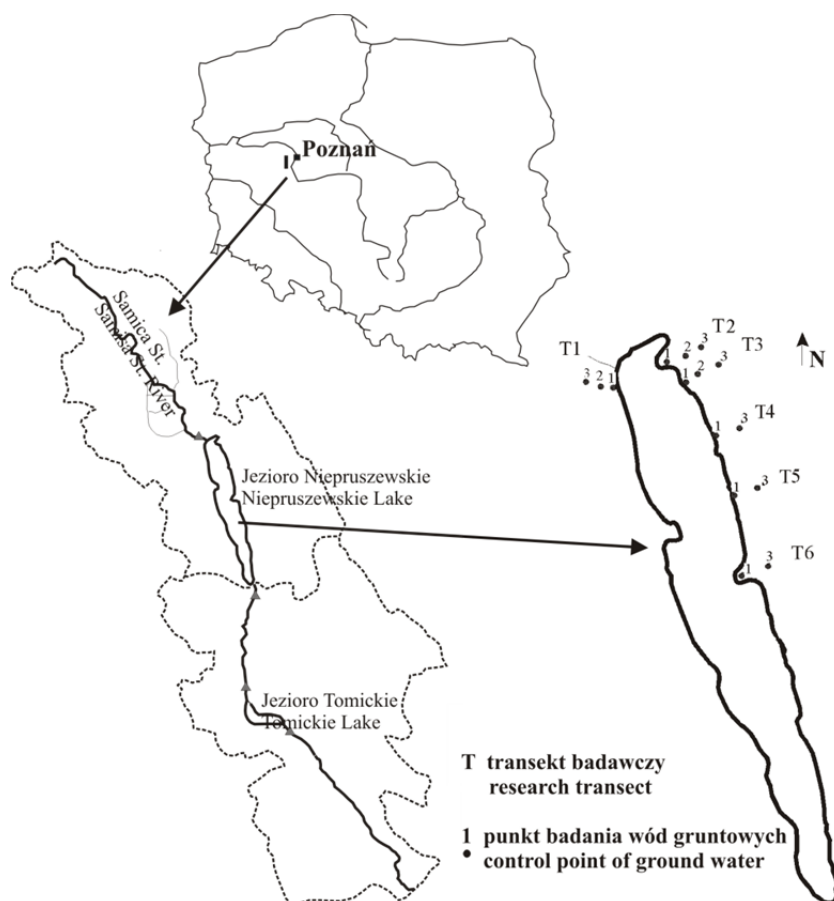 Poznań
Samica St.
Samica St. River
Jezioro Niepruszewskie
Niepruszewskie Lake
Jezioro Tomickie
Tomickie Lake
T1
3 2 1
T2
1 2 3
T3
1 2 3
N
T4
1 3
T5
1 3
T6
1 3
T transekt badawczy
research transect
1 punkt badania wód gruntowych
control point of ground water